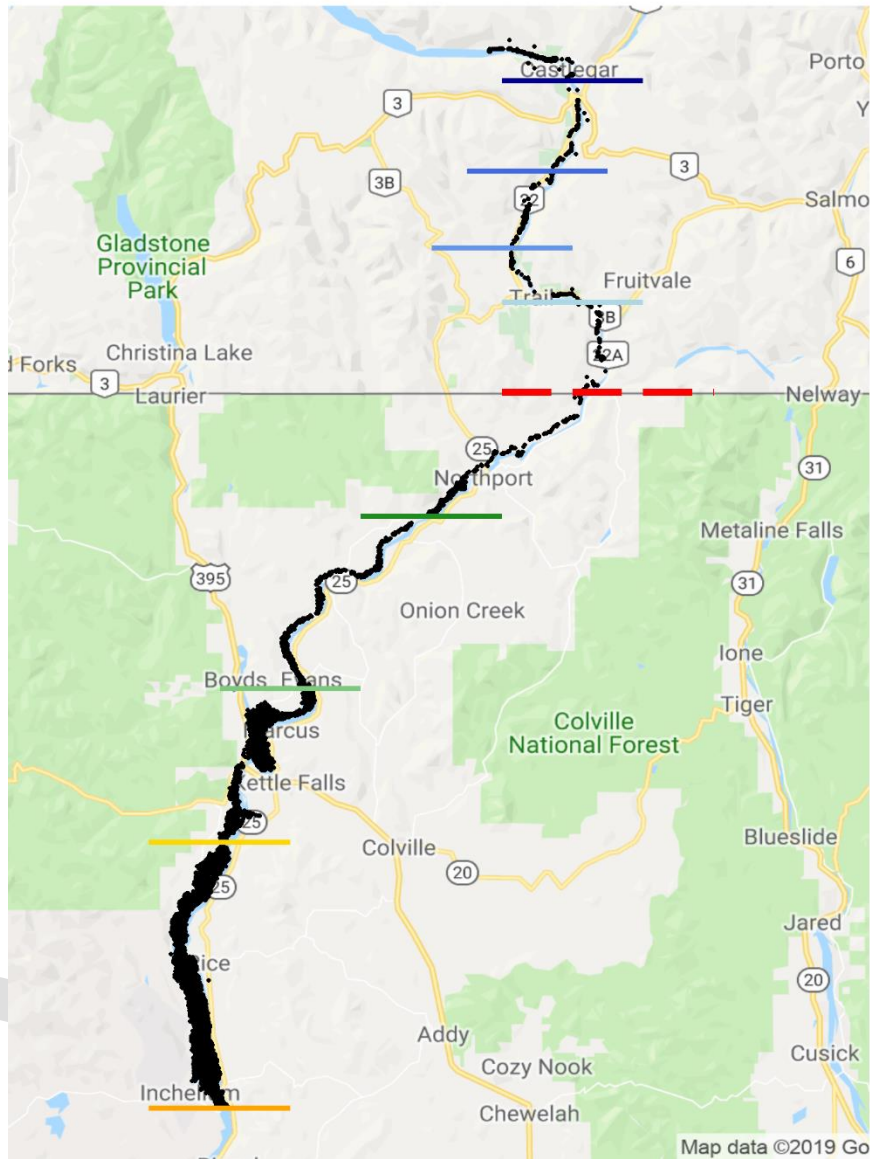 Castlegar
Porto
3
3
3B
22
Salmo
Gladstone
Provincial
Park
6
Fruitvale
Trail
3B
Christina Lake
22A
d Forks
3
Laurier
Nelway
25
Northport
31
Metaline Falls
395
25
31
Onion Creek
Ione
Boyds
Evans
Tiger
Marcus
Colville
National Forest
Kettle Falls
25
Blueslide
Colville
20
25
Jared
Rice
20
Addy
Cusick
Cozy Nook
Inchelium
Chewelah
Map data ©2019 Go